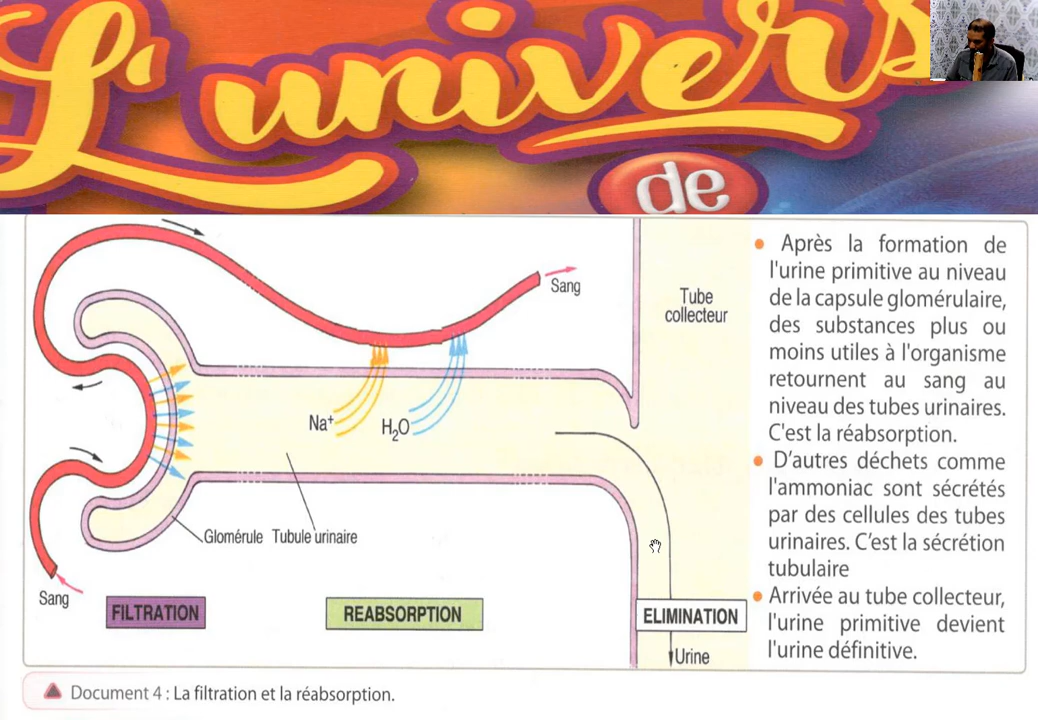 L'univers
de
Sang
Tube
collecteur
Na⁺
H₂O
Glomérule
Tubule urinaire
Sang
FILTRATION
REABSORPTION
ELIMINATION
Urine
Après la formation de
l'urine primitive au niveau
de la capsule glomérulaire,
des substances plus ou
moins utiles à l'organisme
retournent au sang au
niveau des tubes urinaires.
C'est la réabsorption.
D'autres déchets comme
l'ammoniac sont sécrétés
par des cellules des tubes
urinaires. C'est la sécrétion
tubulaire
Arrivée au tube collecteur,
l'urine primitive devient
l'urine définitive.
Document 4 : La filtration et la réabsorption.